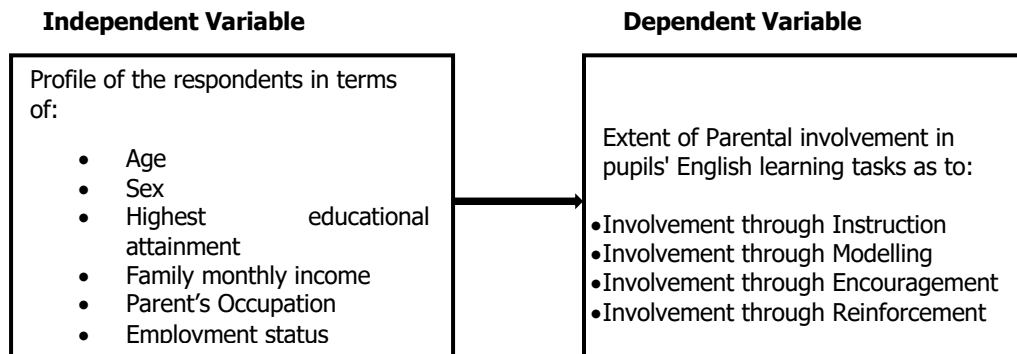 Independent Variable
Dependent Variable
Profile of the respondents in terms
of:
• Age
• Sex
• Highest educational
attainment
• Family monthly income
• Parent’s Occupation
• Employment status
Extent of Parental involvement in
pupils' English learning tasks as to:
•Involvement through Instruction
•Involvement through Modelling
•Involvement through Encouragement
•Involvement through Reinforcement